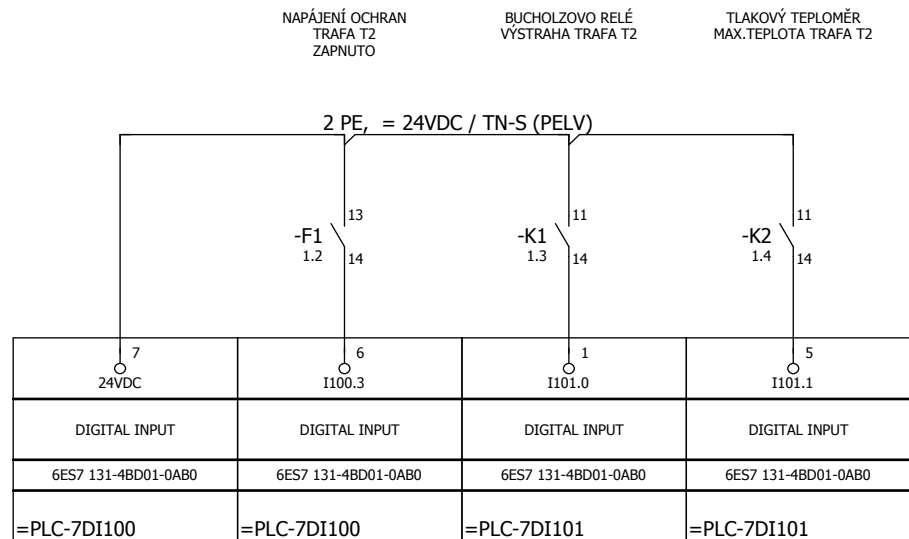 NAPÁJENÍ OCHRAN
TRAFA T2
ZAPNUTO
BUCHOLZOVO RELÉ
VÝSTRAHA TRAFA T2
TLAKOVÝ TEPLOMĚR
MAX.TEPLOTA TRAFA T2
2 PE, = 24VDC / TN-S (PELV)
13
-F1
1.2
14
11
-K1
1.3
14
11
-K2
1.4
14
7
24VDC
6
I100.3
1
I101.0
5
I101.1
DIGITAL INPUT
DIGITAL INPUT
DIGITAL INPUT
DIGITAL INPUT
6ES7 131-4BD01-0AB0
6ES7 131-4BD01-0AB0
6ES7 131-4BD01-0AB0
6ES7 131-4BD01-0AB0
=PLC-7DI100
=PLC-7DI100
=PLC-7DI101
=PLC-7DI101